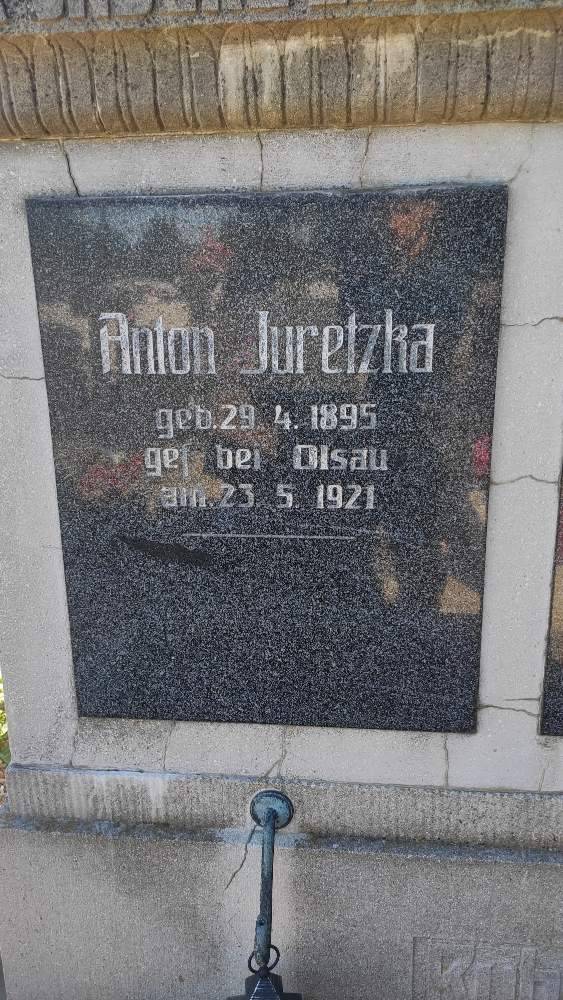 Anton Juretzka
geb. 29. 4. 1895
gef. bei Olsau
am. 23. 5. 1921